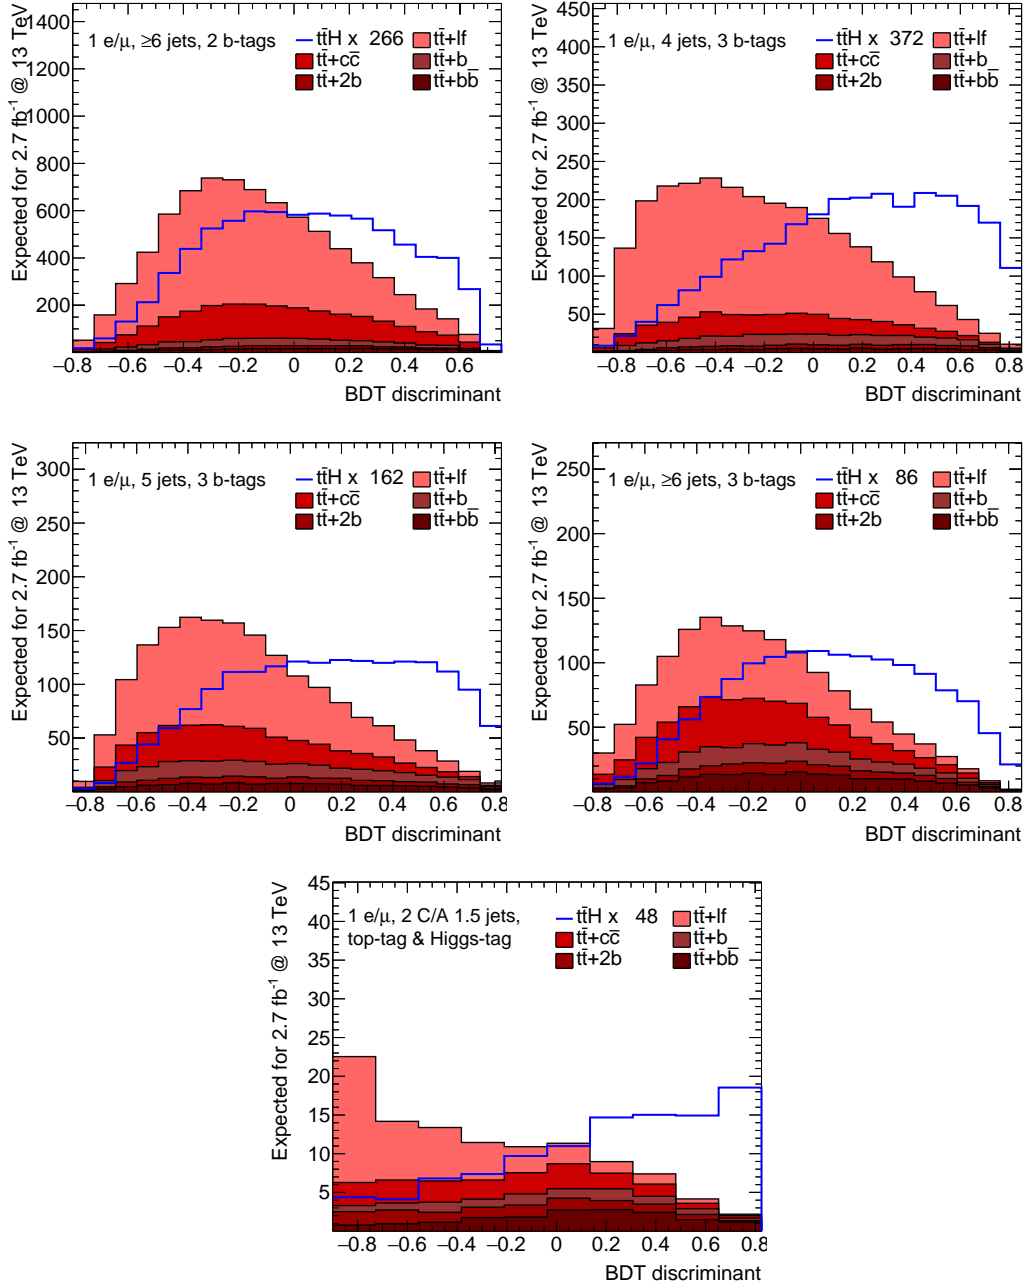 1 e/μ, ≥6 jets, 2 b-tags
tt̄H x 266
tt̄+lf
tt̄+cc̄
tt̄+b
tt̄+2b
tt̄+bb̄
Expected for 2.7 fb⁻¹ @ 13 TeV
1400
1200
1000
800
600
400
200
−0.8 −0.6 −0.4 −0.2 0 0.2 0.4 0.6
BDT discriminant
1 e/μ, 4 jets, 3 b-tags
tt̄H x 372
tt̄+lf
tt̄+cc̄
tt̄+b
tt̄+2b
tt̄+bb̄
Expected for 2.7 fb⁻¹ @ 13 TeV
450
400
350
300
250
200
150
100
50
−0.8 −0.6 −0.4 −0.2 0 0.2 0.4 0.6 0.8
BDT discriminant
1 e/μ, 5 jets, 3 b-tags
tt̄H x 162
tt̄+lf
tt̄+cc̄
tt̄+b
tt̄+2b
tt̄+bb̄
Expected for 2.7 fb⁻¹ @ 13 TeV
300
250
200
150
100
50
−0.8 −0.6 −0.4 −0.2 0 0.2 0.4 0.6 0.8
BDT discriminant
1 e/μ, ≥6 jets, 3 b-tags
tt̄H x 86
tt̄+lf
tt̄+cc̄
tt̄+b
tt̄+2b
tt̄+bb̄
Expected for 2.7 fb⁻¹ @ 13 TeV
250
200
150
100
50
−0.8 −0.6 −0.4 −0.2 0 0.2 0.4 0.6 0.8
BDT discriminant
1 e/μ, 2 C/A 1.5 jets,
top-tag & Higgs-tag
tt̄H x 48
tt̄+lf
tt̄+cc̄
tt̄+b
tt̄+2b
tt̄+bb̄
Expected for 2.7 fb⁻¹ @ 13 TeV
45
40
35
30
25
20
15
10
5
−0.8 −0.6 −0.4 −0.2 0 0.2 0.4 0.6 0.8
BDT discriminant